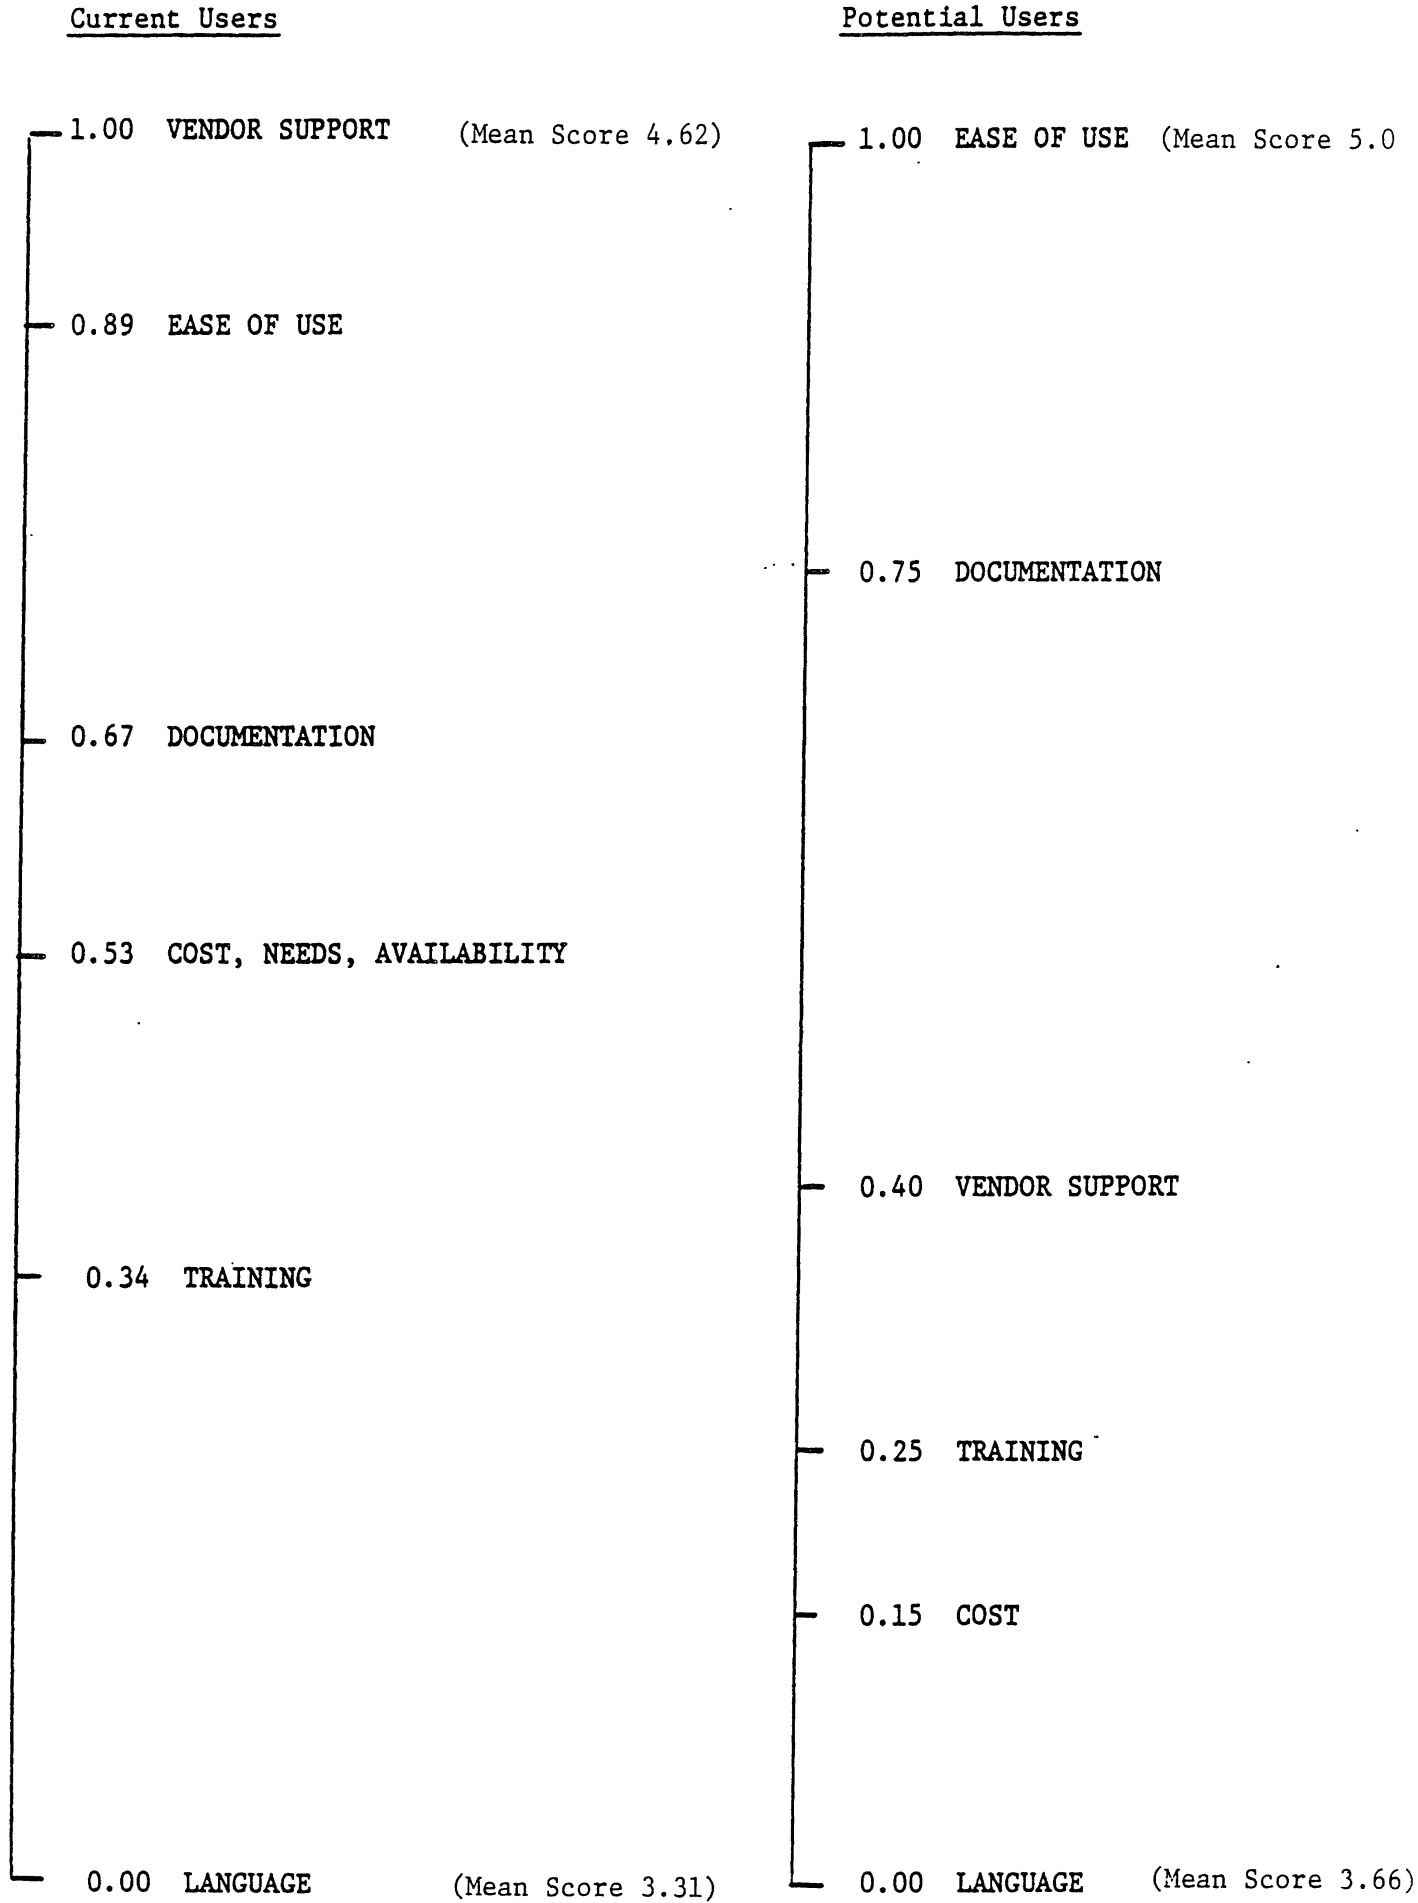 Current Users
1.00 VENDOR SUPPORT (Mean Score 4.62)
0.89 EASE OF USE
0.67 DOCUMENTATION
0.53 COST, NEEDS, AVAILABILITY
0.34 TRAINING
0.00 LANGUAGE (Mean Score 3.31)
Potential Users
1.00 EASE OF USE (Mean Score 5.0
0.75 DOCUMENTATION
0.40 VENDOR SUPPORT
0.25 TRAINING
0.15 COST
0.00 LANGUAGE (Mean Score 3.66)